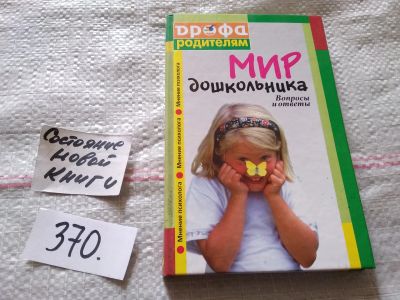 Дрофа
родителям
Мир
дошкольника
Вопросы
и ответы
Мнение психолога • Мнение психолога • Мнение психолога
Состояние
новой
книги
370.